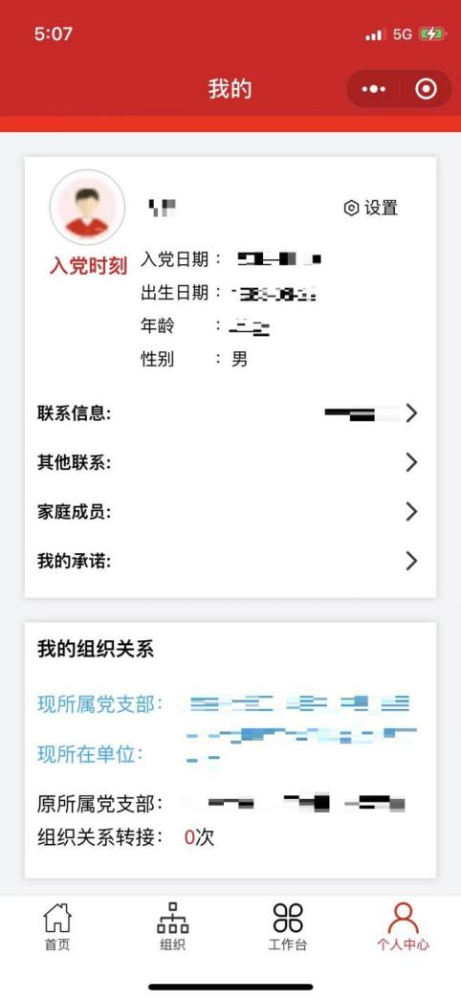 5:07
5G
我的
设置
入党时刻
入党日期：
出生日期：
年龄：
性别：男
联系信息:
其他联系:
家庭成员:
我的承诺:
我的组织关系
现所属党支部：
现所在单位：
原所属党支部：
组织关系转接：0次
首页
组织
工作台
个人中心